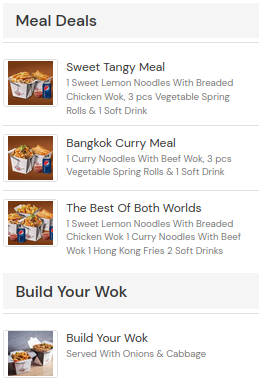 Meal Deals
Sweet Tangy Meal
1 Sweet Lemon Noodles With Breaded
Chicken Wok, 3 pcs Vegetable Spring
Rolls & 1 Soft Drink
Bangkok Curry Meal
1 Curry Noodles With Beef Wok, 3 pcs
Vegetable Spring Rolls & 1 Soft Drink
The Best Of Both Worlds
1 Sweet Lemon Noodles With Breaded
Chicken Wok 1 Curry Noodles With Beef
Wok 1 Hong Kong Fries 2 Soft Drinks
Build Your Wok
Build Your Wok
Served With Onions & Cabbage